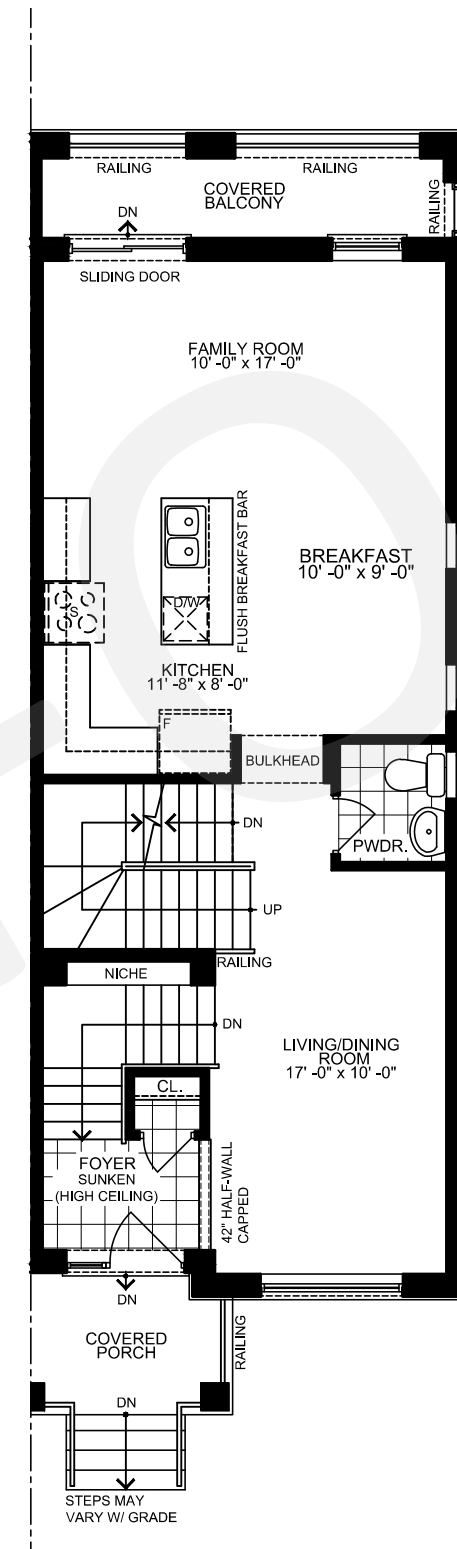 RAILING
RAILING
COVERED
BALCONY
RAILING
DN
SLIDING DOOR
FAMILY ROOM
10' -0" x 17' -0"
FLUSH BREAKFAST BAR
BREAKFAST
10' -0" x 9' -0"
S
D/W
KITCHEN
11' -8" x 8' -0"
F
BULKHEAD
DN
PWDR.
UP
RAILING
NICHE
DN
LIVING/DINING
ROOM
17' -0" x 10' -0"
CL.
FOYER
SUNKEN
(HIGH CEILING)
42" HALF-WALL
CAPPED
DN
COVERED
PORCH
RAILING
DN
STEPS MAY
VARY W/ GRADE